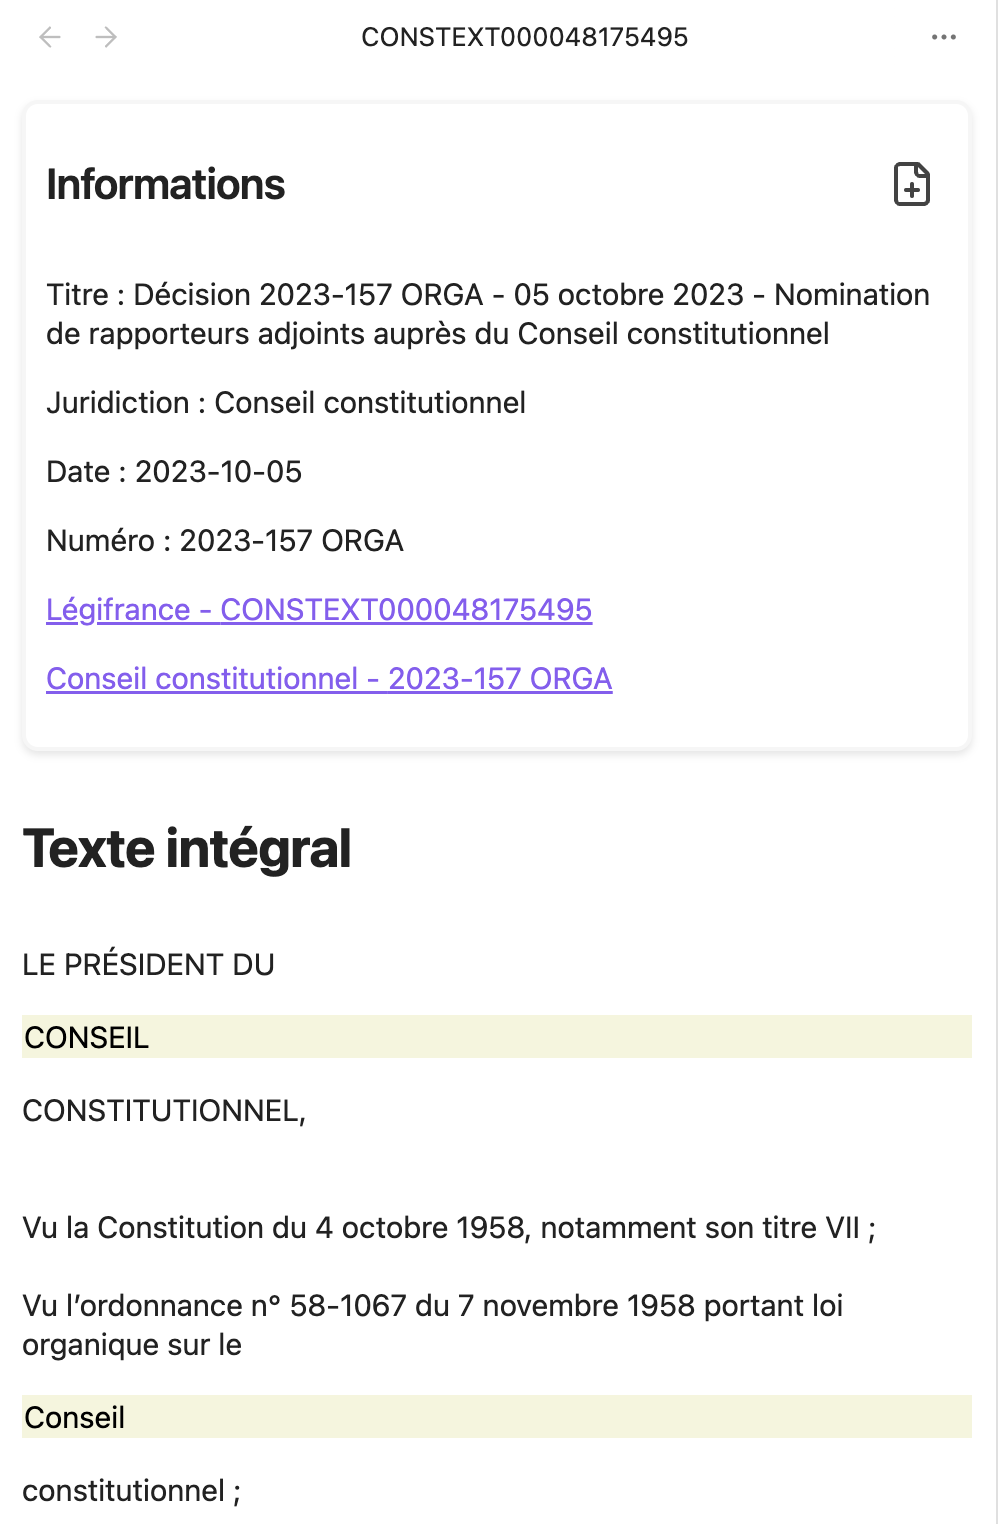 CONSTEXT000048175495
Informations
Titre : Décision 2023-157 ORGA - 05 octobre 2023 - Nomination
de rapporteurs adjoints auprès du Conseil constitutionnel
Juridiction : Conseil constitutionnel
Date : 2023-10-05
Numéro : 2023-157 ORGA
Légifrance - CONSTEXT000048175495
Conseil constitutionnel - 2023-157 ORGA
Texte intégral
LE PRÉSIDENT DU
CONSEIL
CONSTITUTIONNEL,
Vu la Constitution du 4 octobre 1958, notamment son titre VII ;
Vu l’ordonnance n° 58-1067 du 7 novembre 1958 portant loi
organique sur le
Conseil
constitutionnel ;